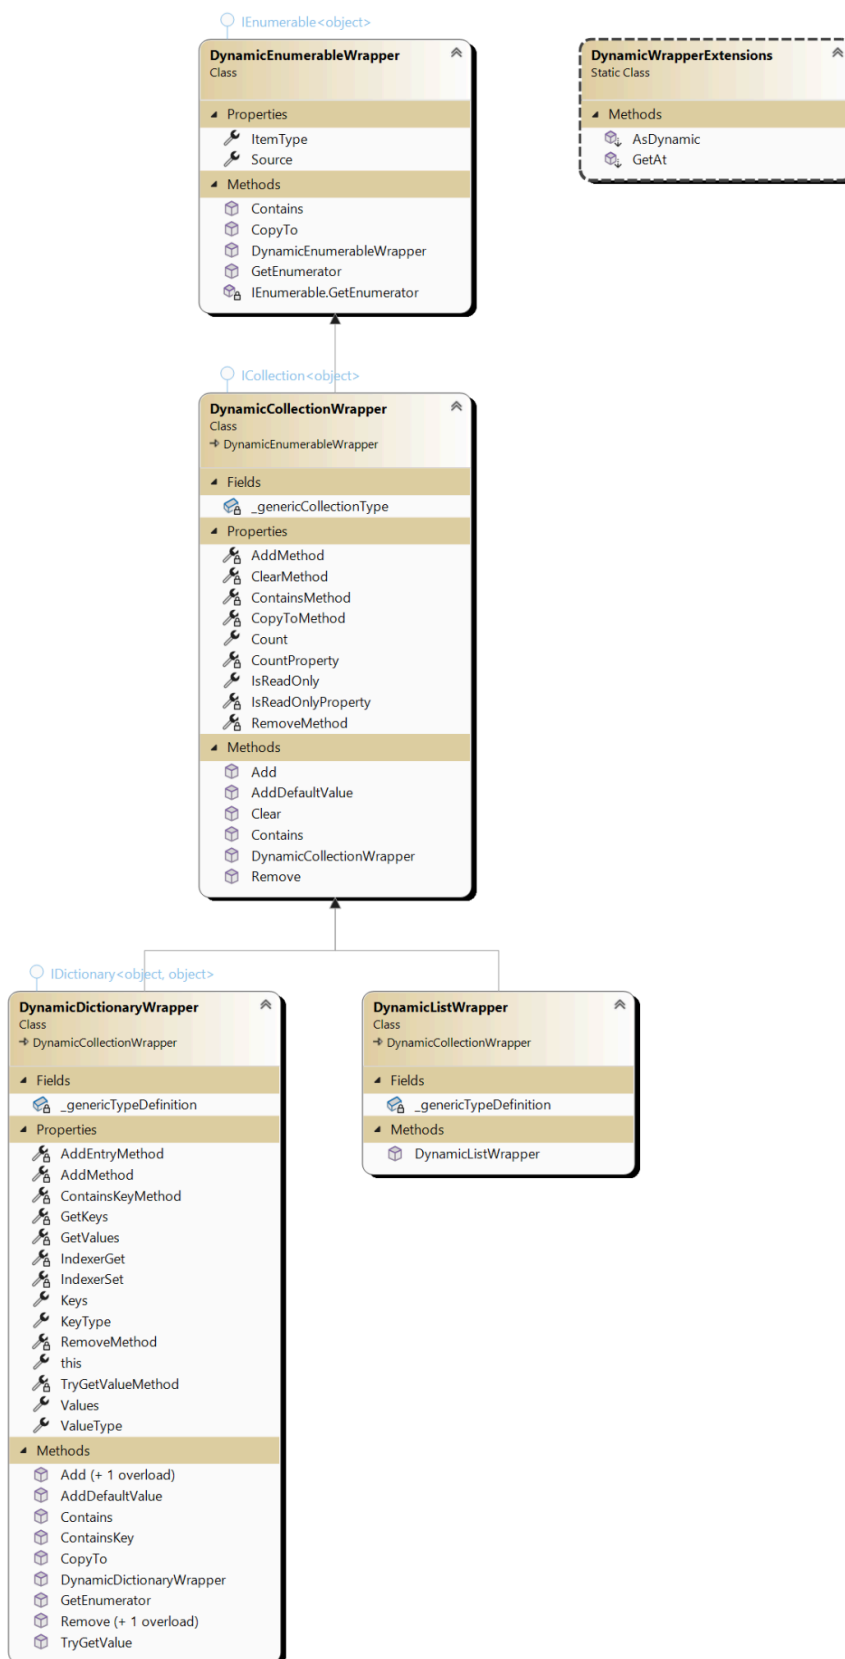 IEnumerable<object>
DynamicEnumerableWrapper
Class
Properties
ItemType
Source
Methods
Contains
CopyTo
DynamicEnumerableWrapper
GetEnumerator
IEnumerable.GetEnumerator
DynamicWrapperExtensions
Static Class
Methods
AsDynamic
GetAt
ICollection<object>
DynamicCollectionWrapper
Class
DynamicEnumerableWrapper
Fields
_genericCollectionType
Properties
AddMethod
ClearMethod
ContainsMethod
CopyToMethod
Count
CountProperty
IsReadOnly
IsReadOnlyProperty
RemoveMethod
Methods
Add
AddDefaultValue
Clear
Contains
DynamicCollectionWrapper
Remove
IDictionary<object, object>
DynamicDictionaryWrapper
Class
DynamicCollectionWrapper
Fields
_genericTypeDefinition
Properties
AddEntryMethod
AddMethod
ContainsKeyMethod
GetKeys
GetValues
IndexerGet
IndexerSet
Keys
KeyType
RemoveMethod
this
TryGetValueMethod
Values
ValueType
Methods
Add (+ 1 overload)
AddDefaultValue
Contains
ContainsKey
CopyTo
DynamicDictionaryWrapper
GetEnumerator
Remove (+ 1 overload)
TryGetValue
DynamicListWrapper
Class
DynamicCollectionWrapper
Fields
_genericTypeDefinition
Methods
DynamicListWrapper